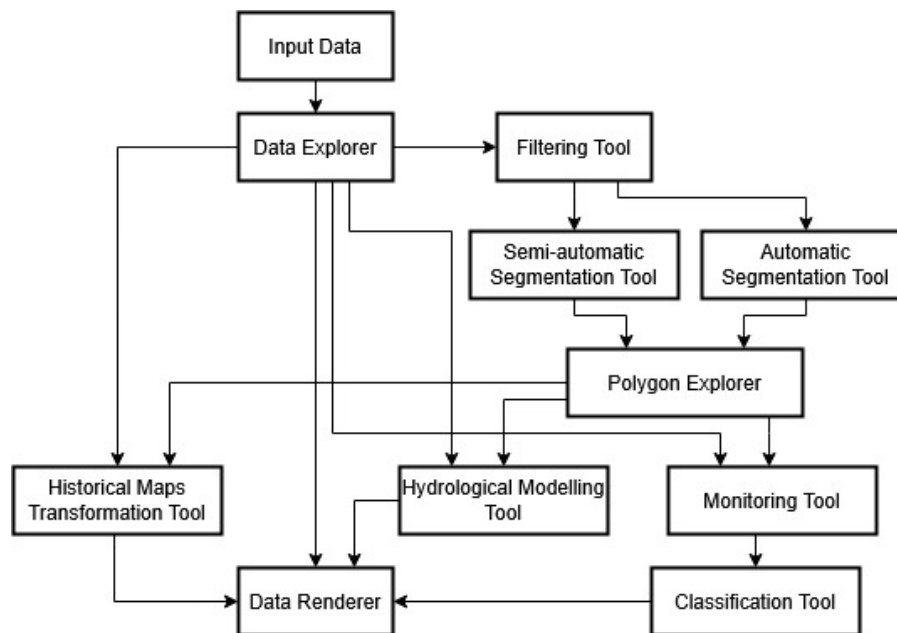 Input Data
Data Explorer
Filtering Tool
Semi-automatic
Segmentation Tool
Automatic
Segmentation Tool
Polygon Explorer
Historical Maps
Transformation Tool
Hydrological Modelling
Tool
Monitoring Tool
Data Renderer
Classification Tool